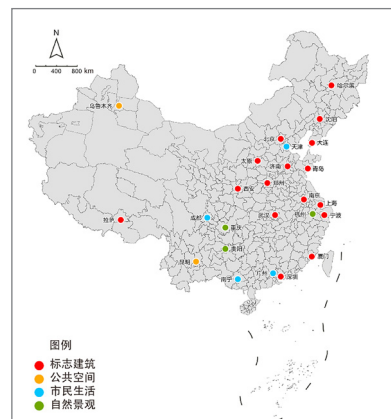 N
0 400 800 km
哈尔滨
乌鲁木齐
沈阳
北京
天津
大连
太原
济南
青岛
西安
郑州
南京
上海
拉萨
成都
武汉
杭州
宁波
重庆
贵阳
昆明
厦门
南宁
广州
深圳
图例
标志建筑
公共空间
市民生活
自然景观